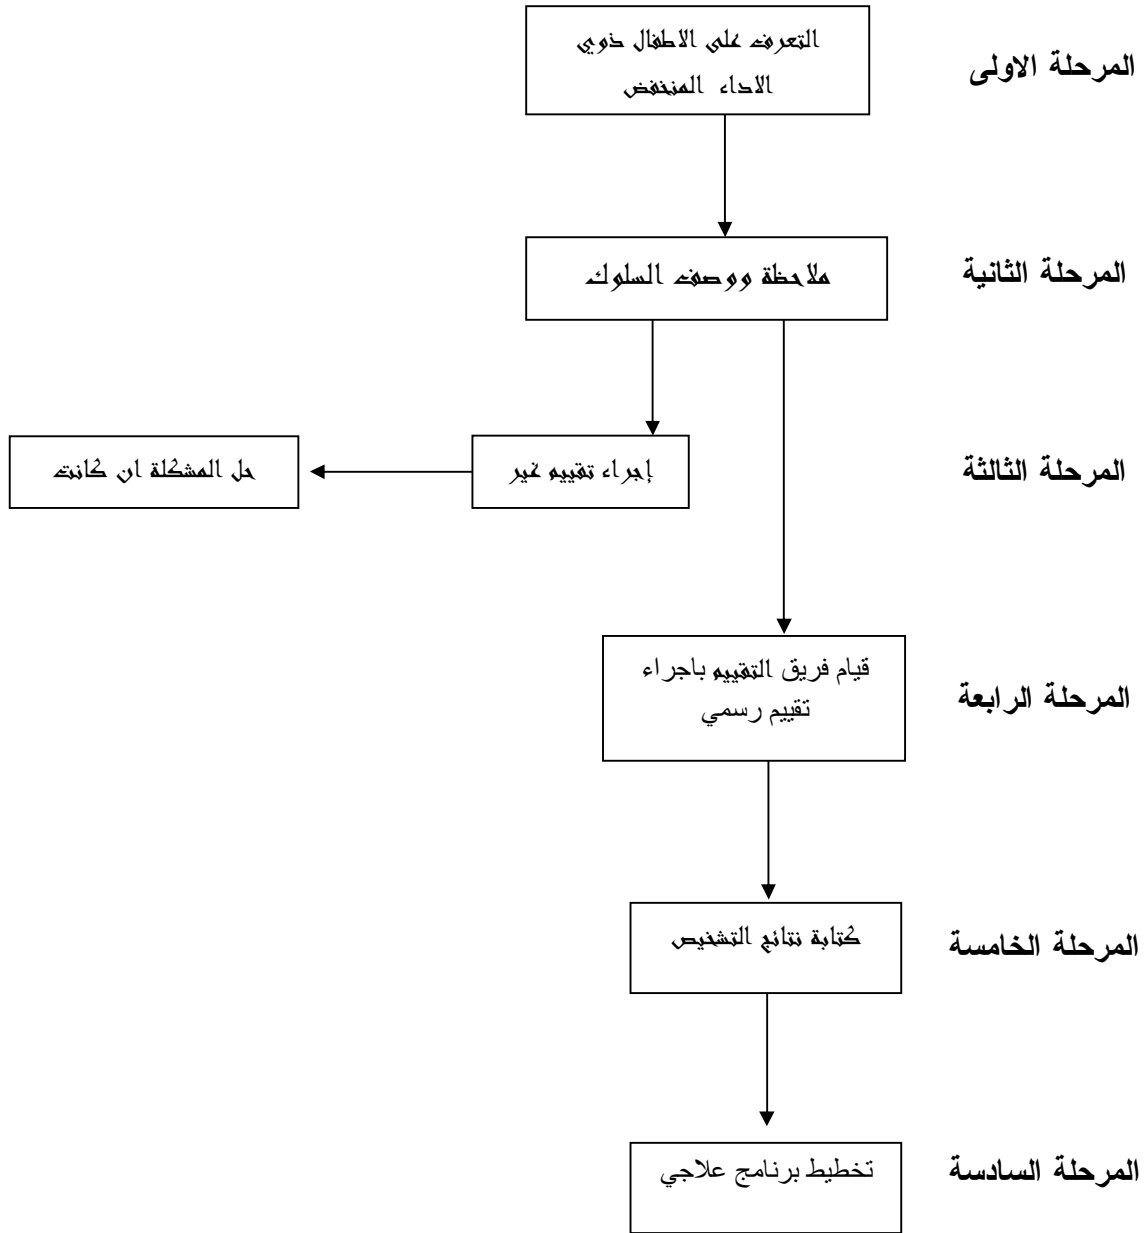 المرحلة الاولى
التعرف على الاطفال ذوي
الاداء المنخفض
المرحلة الثانية
ملاحظة ووصف السلوك
المرحلة الثالثة
إجراء تقييم غير
حل المشكلة ان كانت
المرحلة الرابعة
قيام فريق التقييم باجراء
تقييم رسمي
المرحلة الخامسة
كتابة نتائج التشخيص
المرحلة السادسة
تخطيط برنامج علاجي